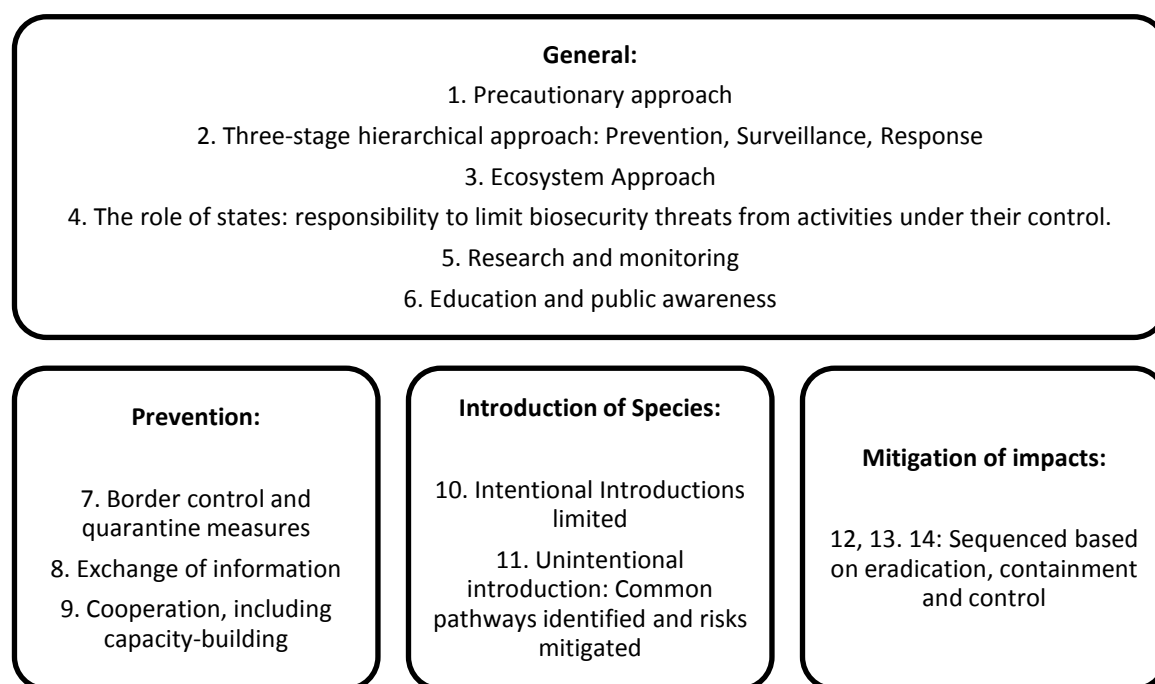 General:
1. Precautionary approach
2. Three-stage hierarchical approach: Prevention, Surveillance, Response
3. Ecosystem Approach
4. The role of states: responsibility to limit biosecurity threats from activities under their control.
5. Research and monitoring
6. Education and public awareness
Prevention:
7. Border control and
quarantine measures
8. Exchange of information
9. Cooperation, including
capacity-building
Introduction of Species:
10. Intentional Introductions
limited
11. Unintentional
introduction: Common
pathways identified and risks
mitigated
Mitigation of impacts:
12, 13. 14: Sequenced based
on eradication, containment
and control